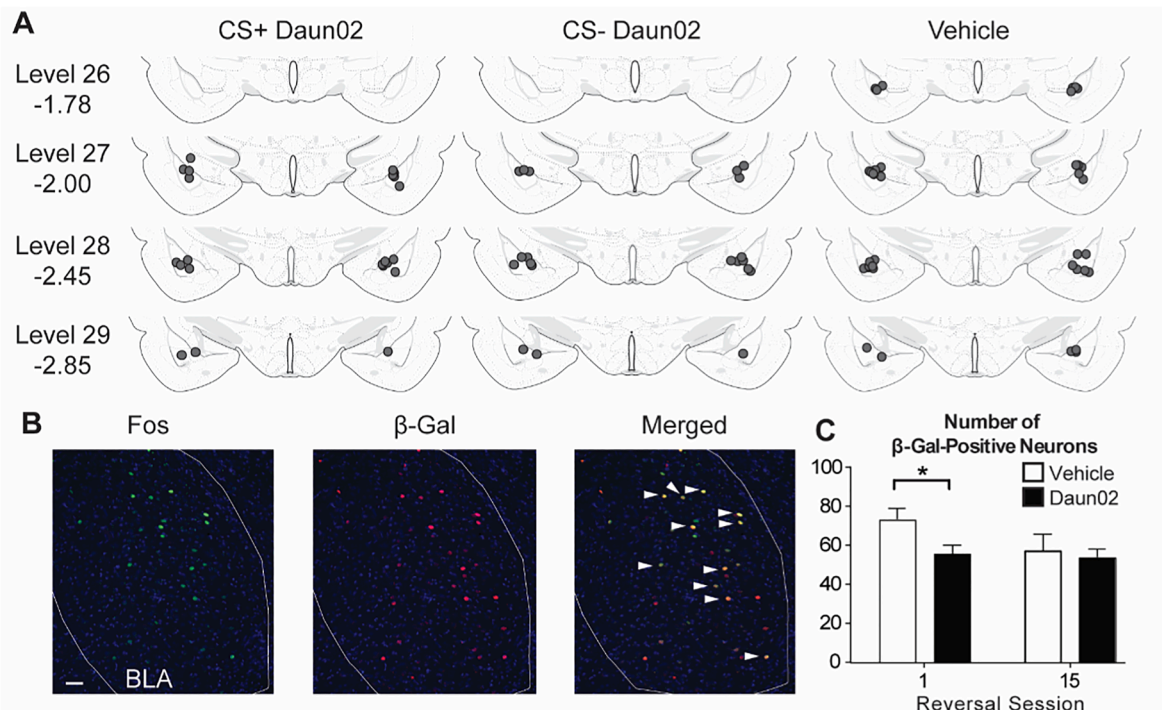 A
CS+ Daun02
CS- Daun02
Vehicle
Level 26
-1.78
Level 27
-2.00
Level 28
-2.45
Level 29
-2.85
B
Fos
β-Gal
Merged
BLA
C
Number of
β-Gal-Positive Neurons
Vehicle
Daun02
*
100
80
60
40
20
0
1
15
Reversal Session